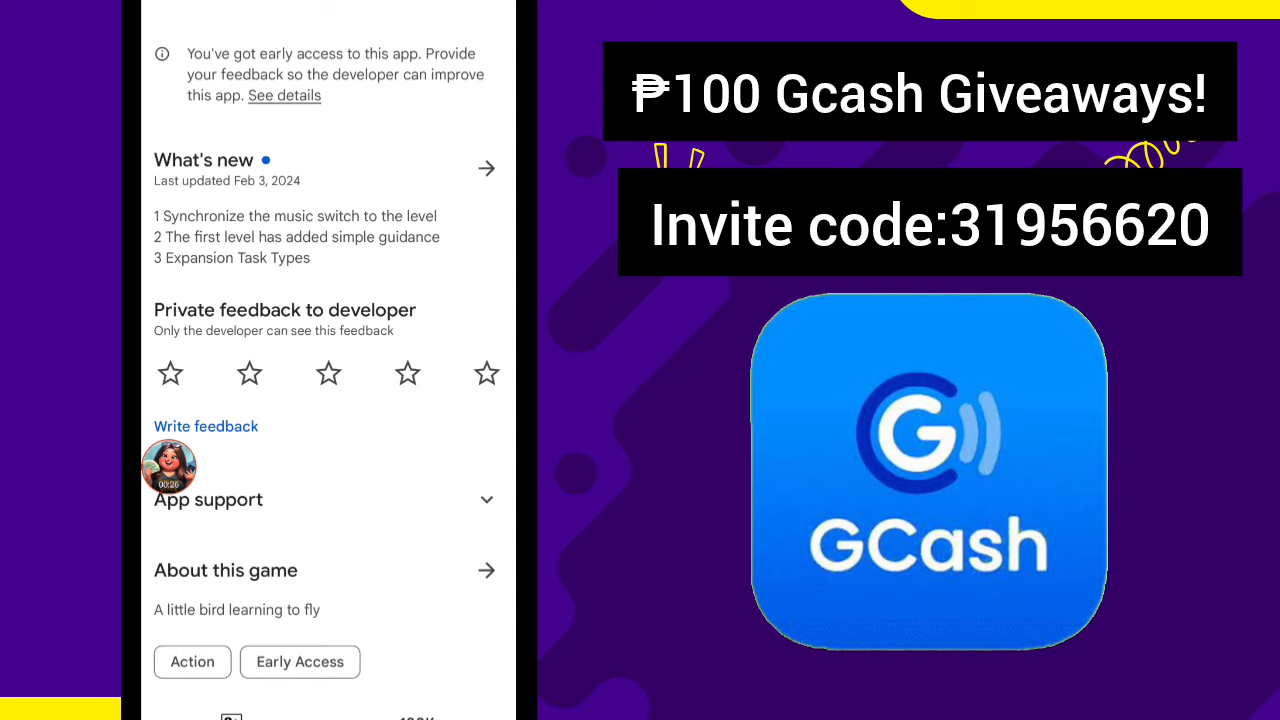 You've got early access to this app. Provide
your feedback so the developer can improve
this app. See details
What's new
Last updated Feb 3, 2024
1 Synchronize the music switch to the level
2 The first level has added simple guidance
3 Expansion Task Types
Private feedback to developer
Only the developer can see this feedback
Write feedback
00:26
App support
About this game
A little bird learning to fly
Action
Early Access
₱100 Gcash Giveaways!
Invite code:31956620
G
GCash